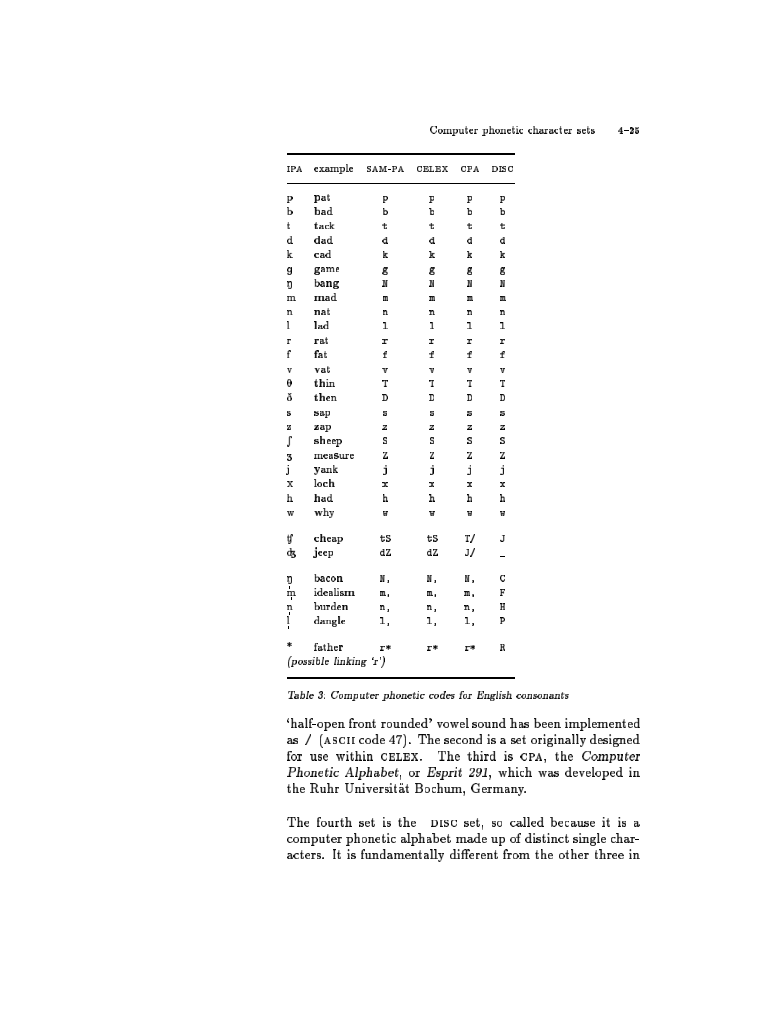 Computer phonetic character sets 4–25
IPA example SAM-PA CELEX CPA DISC
p pat p p p p
b bad b b b b
t tack t t t t
d dad d d d d
k cad k k k k
g game g g g g
ŋ bang N N N N
m mad m m m m
n nat n n n n
l lad l l l l
r rat r r r r
f fat f f f f
v vat v v v v
θ thin T T T T
ð then D D D D
s sap s s s s
z zap z z z z
ʃ sheep S S S S
ʒ measure Z Z Z Z
j yank j j j j
x loch x x x x
h had h h h h
w why w w w w
ʧ cheap tS tS T/ J
ʤ jeep dZ dZ J/ _
ŋ̩ bacon N, N, N, C
m̩ idealism m, m, m, F
n̩ burden n, n, n, H
l̩ dangle l, l, l, P
* father r* r* r* R
(possible linking ‘r’)
Table 3: Computer phonetic codes for English consonants
‘half-open front rounded’ vowel sound has been implemented
as / (ASCII code 47). The second is a set originally designed
for use within CELEX. The third is CPA, the Computer
Phonetic Alphabet, or Esprit 291, which was developed in
the Ruhr Universität Bochum, Germany.
The fourth set is the DISC set, so called because it is a
computer phonetic alphabet made up of distinct single char-
acters. It is fundamentally different from the other three in